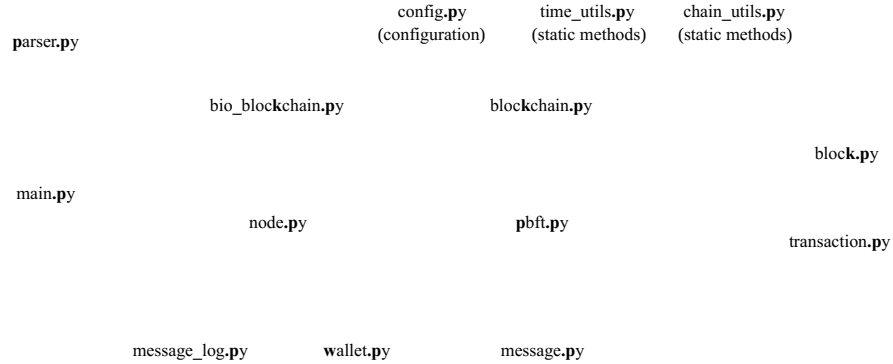 config.py
(configuration)
time_utils.py
(static methods)
chain_utils.py
(static methods)
parser.py
bio_blockchain.py
blockchain.py
block.py
main.py
node.py
pbft.py
transaction.py
message_log.py
wallet.py
message.py